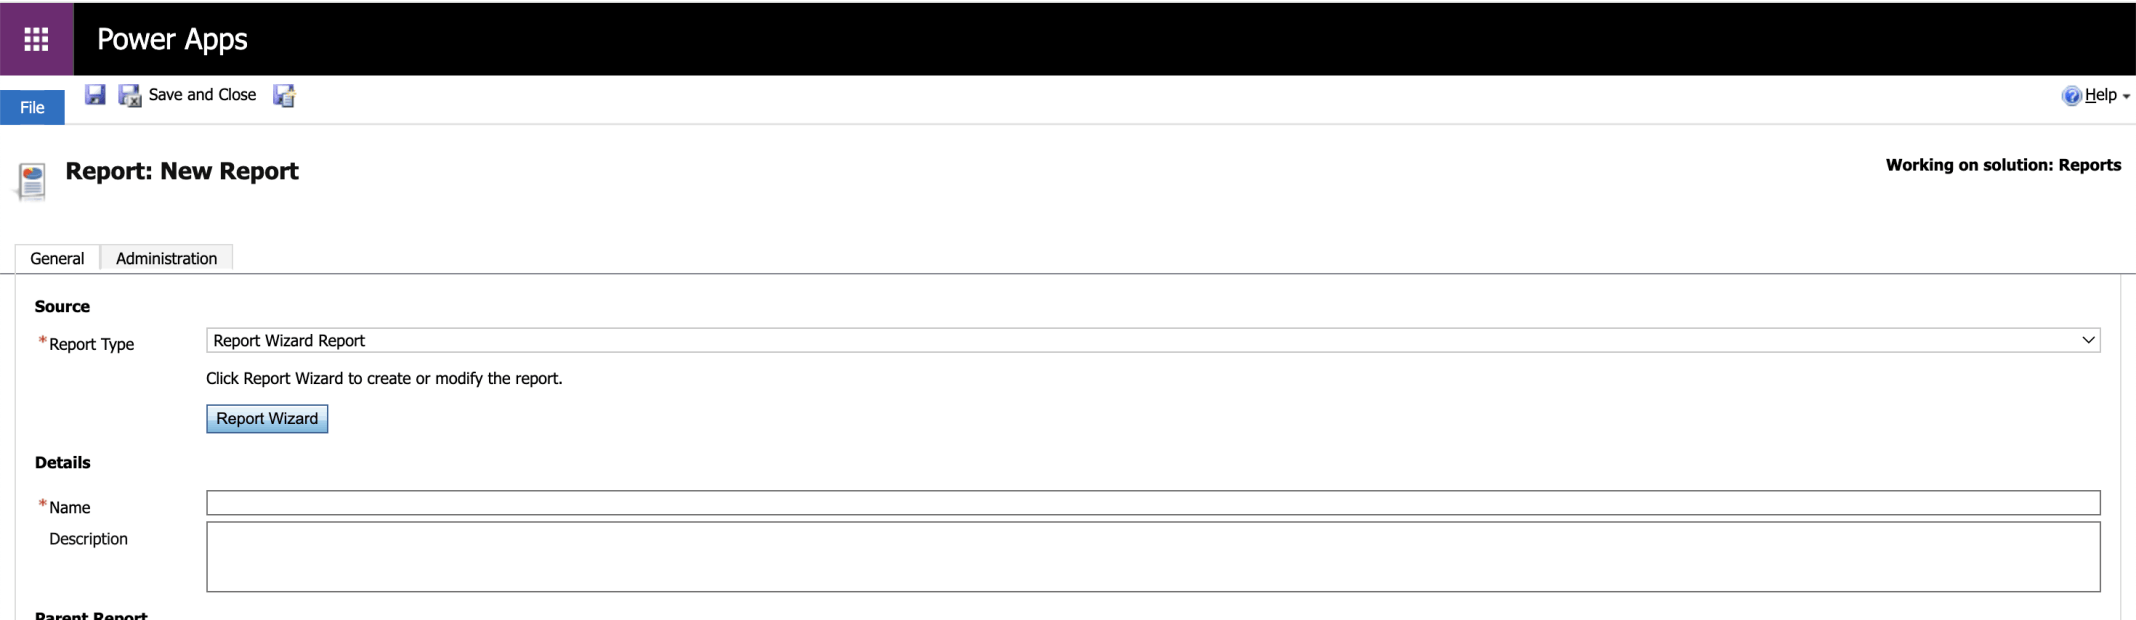 Power Apps
File
Save and Close
Help
Report: New Report
Working on solution: Reports
General
Administration
Source
*Report Type
Report Wizard Report
Click Report Wizard to create or modify the report.
Report Wizard
Details
*Name
Description
Parent Report